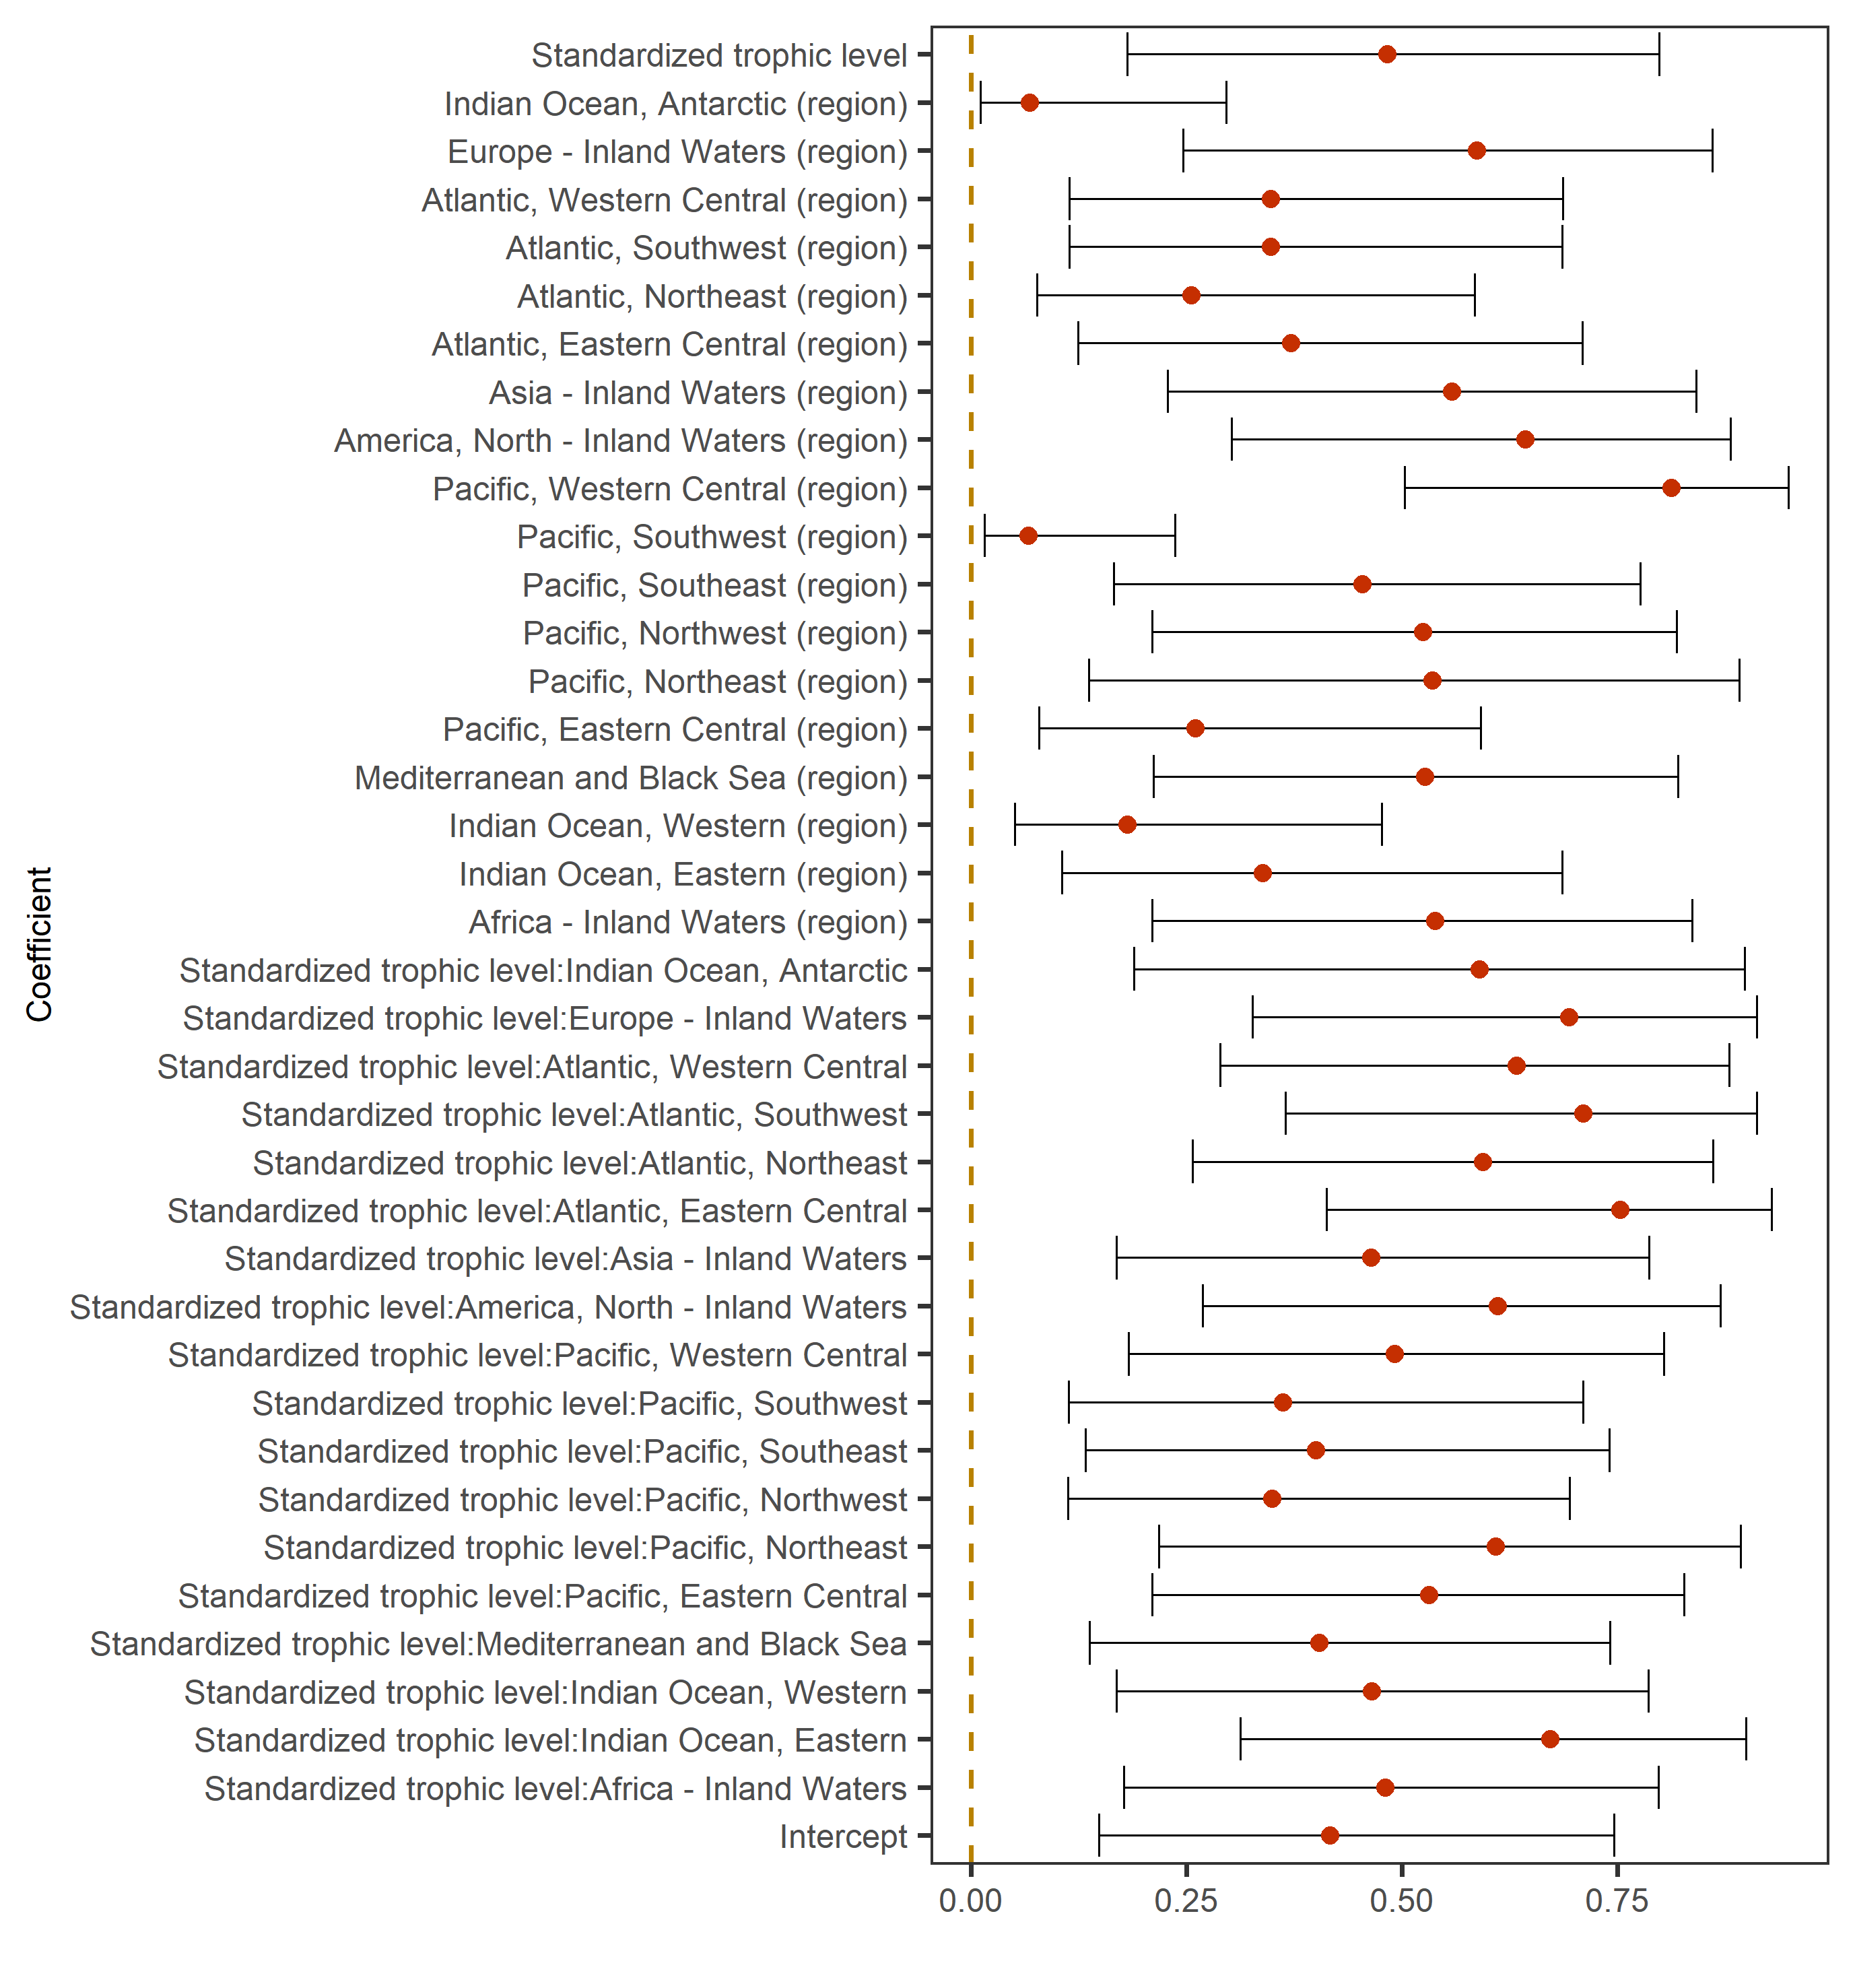 Standardized trophic level
Indian Ocean, Antarctic (region)
Europe - Inland Waters (region)
Atlantic, Western Central (region)
Atlantic, Southwest (region)
Atlantic, Northeast (region)
Atlantic, Eastern Central (region)
Asia - Inland Waters (region)
America, North - Inland Waters (region)
Pacific, Western Central (region)
Pacific, Southwest (region)
Pacific, Southeast (region)
Pacific, Northwest (region)
Pacific, Northeast (region)
Pacific, Eastern Central (region)
Mediterranean and Black Sea (region)
Indian Ocean, Western (region)
Indian Ocean, Eastern (region)
Africa - Inland Waters (region)
Standardized trophic level:Indian Ocean, Antarctic
Standardized trophic level:Europe - Inland Waters
Standardized trophic level:Atlantic, Western Central
Standardized trophic level:Atlantic, Southwest
Standardized trophic level:Atlantic, Northeast
Standardized trophic level:Atlantic, Eastern Central
Standardized trophic level:Asia - Inland Waters
Standardized trophic level:America, North - Inland Waters
Standardized trophic level:Pacific, Western Central
Standardized trophic level:Pacific, Southwest
Standardized trophic level:Pacific, Southeast
Standardized trophic level:Pacific, Northwest
Standardized trophic level:Pacific, Northeast
Standardized trophic level:Pacific, Eastern Central
Standardized trophic level:Mediterranean and Black Sea
Standardized trophic level:Indian Ocean, Western
Standardized trophic level:Indian Ocean, Eastern
Standardized trophic level:Africa - Inland Waters
Intercept
Coefficient
0.00 0.25 0.50 0.75